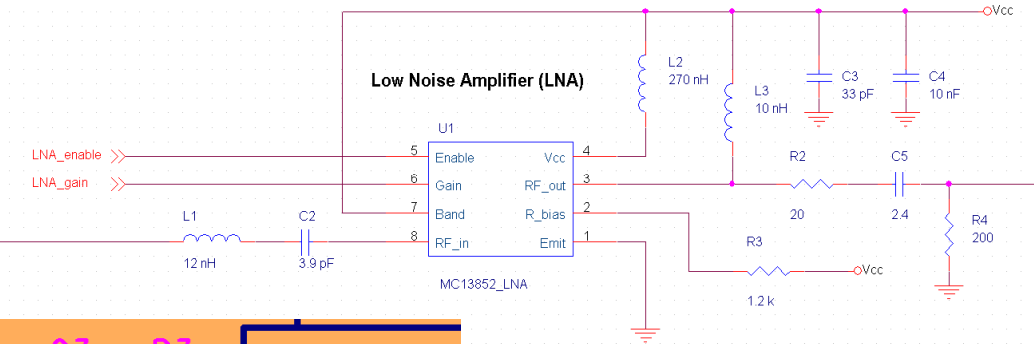 Vcc
L2
270 nH
C3
33 pF
C4
10 nF
Low Noise Amplifier (LNA)
L3
10 nH
U1
LNA_enable
5
Enable
Vcc
4
R2
C5
LNA_gain
6
Gain
RF_out
3
20
2.4
7
Band
R_bias
2
R4
200
L1
C2
8
RF_in
Emit
1
R3
12 nH
3.9 pF
Vcc
MC13852_LNA
1.2 k